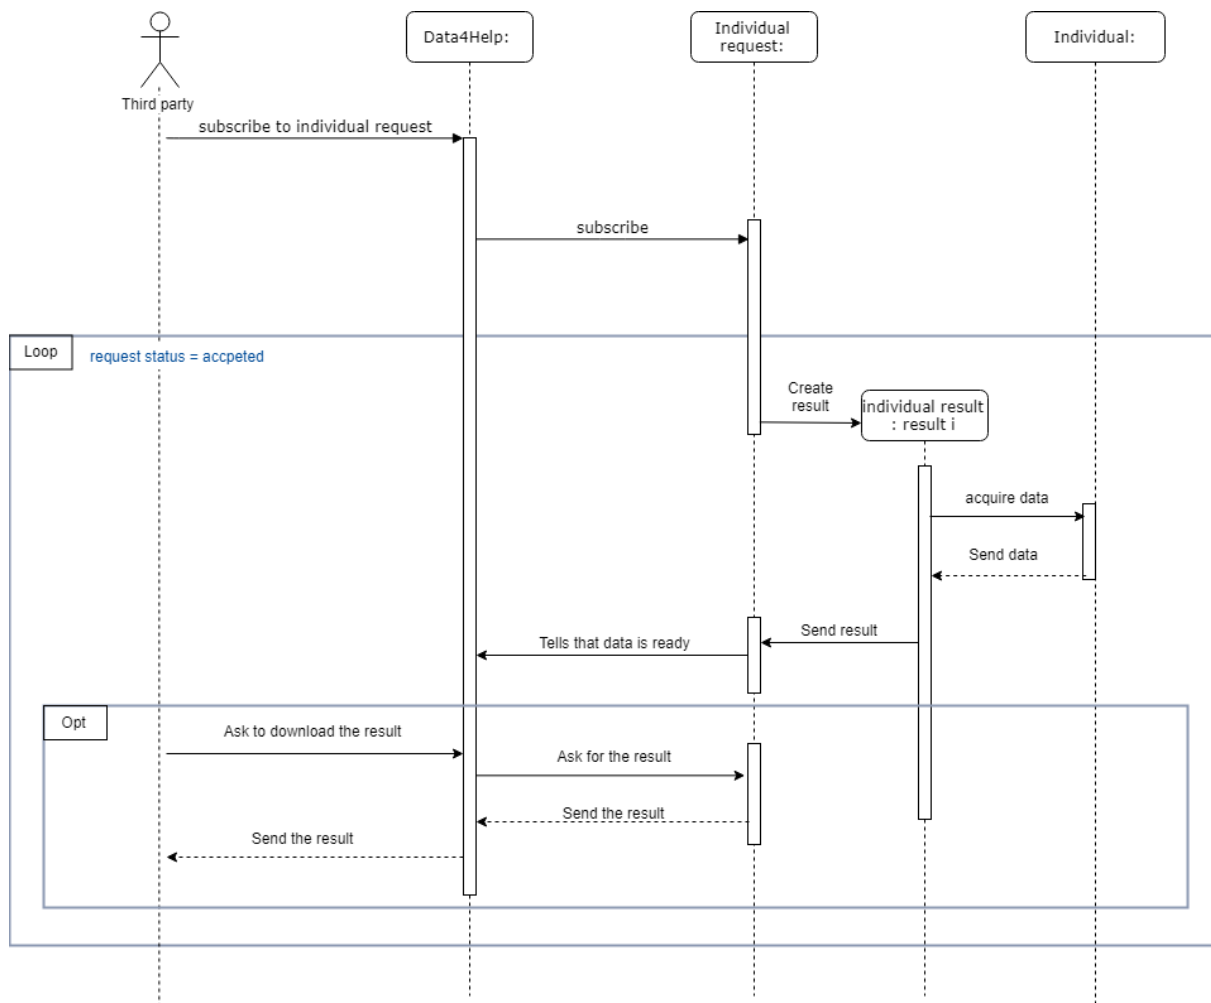 Data4Help:
Individual
request:
Individual:
Third party
subscribe to individual request
subscribe
Loop
request status = accpeted
Create
result
individual result
: result i
acquire data
Send data
Send result
Tells that data is ready
Opt
Ask to download the result
Ask for the result
Send the result
Send the result